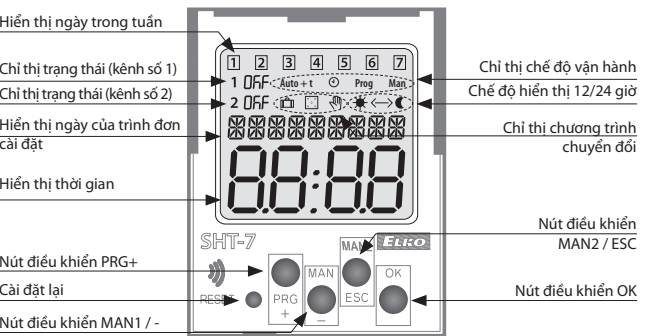 Hiển thị ngày trong tuần
Chỉ thị trạng thái (kênh số 1)
Chỉ thị trạng thái (kênh số 2)
Hiển thị ngày của trình đơn
cài đặt
Hiển thị thời gian
Nút điều khiển PRG+
Cài đặt lại
Nút điều khiển MAN1 / -
1 2 3 4 5 6 7
1 OFF Auto + t Prog Man
2 OFF
88:88
SHT-7
ELKO
RESET
PRG
+
MAN
-
MAN2
ESC
OK
Chỉ thị chế độ vận hành
Chế độ hiển thị 12/24 giờ
Chỉ thị chương trình
chuyển đổi
Nút điều khiển
MAN2 / ESC
Nút điều khiển OK